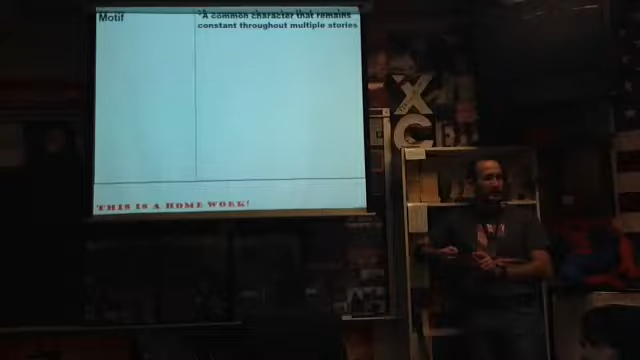 Motif
*A common character that remains
constant throughout multiple stories
THIS IS A HOME WORK!
X
C